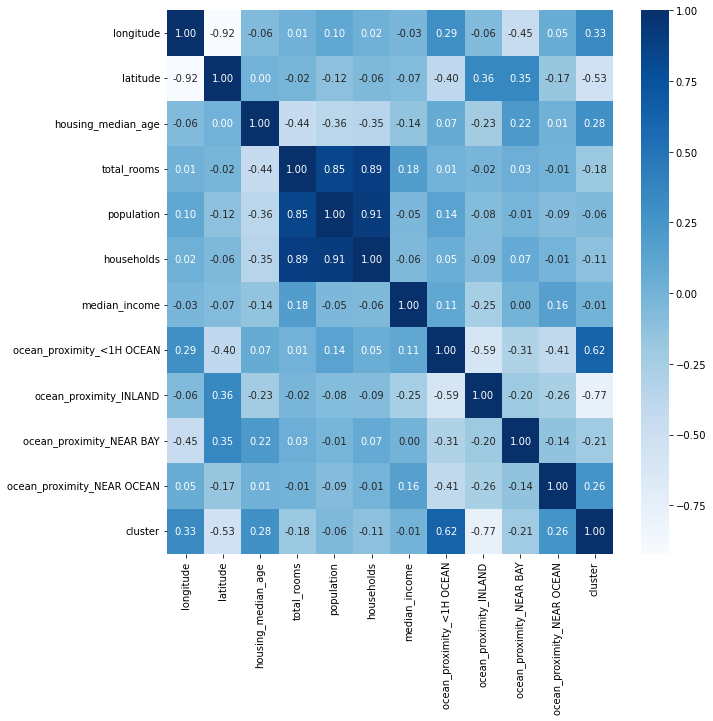 longitude 1.00 -0.92 -0.06 0.01 0.10 0.02 -0.03 0.29 -0.06 -0.45 0.05 0.33
latitude -0.92 1.00 0.00 -0.02 -0.12 -0.06 -0.07 -0.40 0.36 0.35 -0.17 -0.53
housing_median_age -0.06 0.00 1.00 -0.44 -0.36 -0.35 -0.14 0.07 -0.23 0.22 0.01 0.28
total_rooms 0.01 -0.02 -0.44 1.00 0.85 0.89 0.18 0.01 -0.02 0.03 -0.01 -0.18
population 0.10 -0.12 -0.36 0.85 1.00 0.91 -0.05 0.14 -0.08 -0.01 -0.09 -0.06
households 0.02 -0.06 -0.35 0.89 0.91 1.00 -0.06 0.05 -0.09 0.07 -0.01 -0.11
median_income -0.03 -0.07 -0.14 0.18 -0.05 -0.06 1.00 0.11 -0.25 0.00 0.16 -0.01
ocean_proximity_<1H OCEAN 0.29 -0.40 0.07 0.01 0.14 0.05 0.11 1.00 -0.59 -0.31 -0.41 0.62
ocean_proximity_INLAND -0.06 0.36 -0.23 -0.02 -0.08 -0.09 -0.25 -0.59 1.00 -0.20 -0.26 -0.77
ocean_proximity_NEAR BAY -0.45 0.35 0.22 0.03 -0.01 0.07 0.00 -0.31 -0.20 1.00 -0.14 -0.21
ocean_proximity_NEAR OCEAN 0.05 -0.17 0.01 -0.01 -0.09 -0.01 0.16 -0.41 -0.26 -0.14 1.00 0.26
cluster 0.33 -0.53 0.28 -0.18 -0.06 -0.11 -0.01 0.62 -0.77 -0.21 0.26 1.00
longitude
latitude
housing_median_age
total_rooms
population
households
median_income
ocean_proximity_<1H OCEAN
ocean_proximity_INLAND
ocean_proximity_NEAR BAY
ocean_proximity_NEAR OCEAN
cluster
1.00
0.75
0.50
0.25
0.00
−0.25
−0.50
−0.75